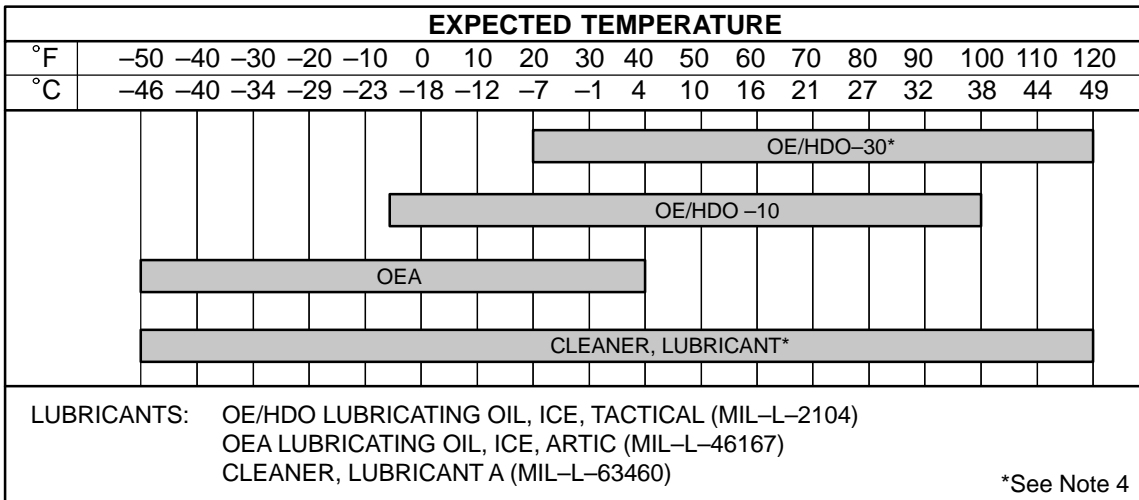 EXPECTED TEMPERATURE
°F –50 –40 –30 –20 –10 0 10 20 30 40 50 60 70 80 90 100 110 120
°C –46 –40 –34 –29 –23 –18 –12 –7 –1 4 10 16 21 27 32 38 44 49
OE/HDO–30*
OE/HDO –10
OEA
CLEANER, LUBRICANT*
LUBRICANTS: OE/HDO LUBRICATING OIL, ICE, TACTICAL (MIL–L–2104)
OEA LUBRICATING OIL, ICE, ARTIC (MIL–L–46167)
CLEANER, LUBRICANT A (MIL–L–63460)
*See Note 4